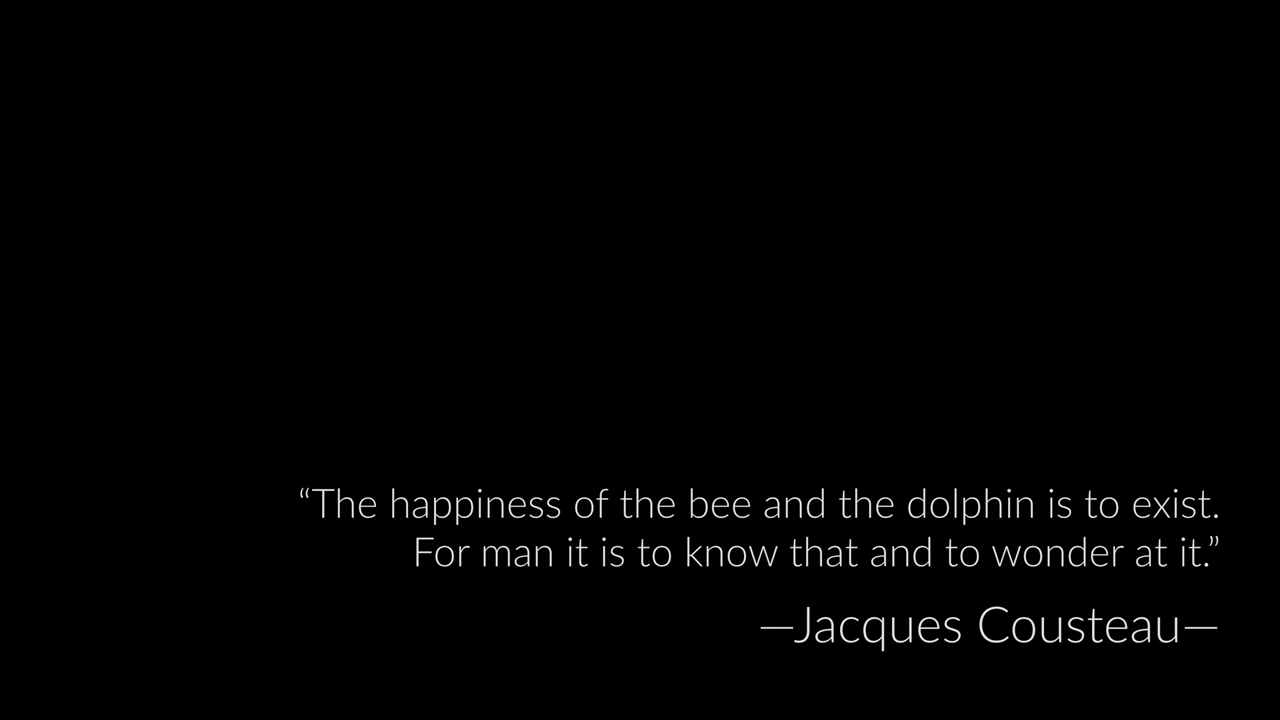 “The happiness of the bee and the dolphin is to exist.
For man it is to know that and to wonder at it.”
—Jacques Cousteau—